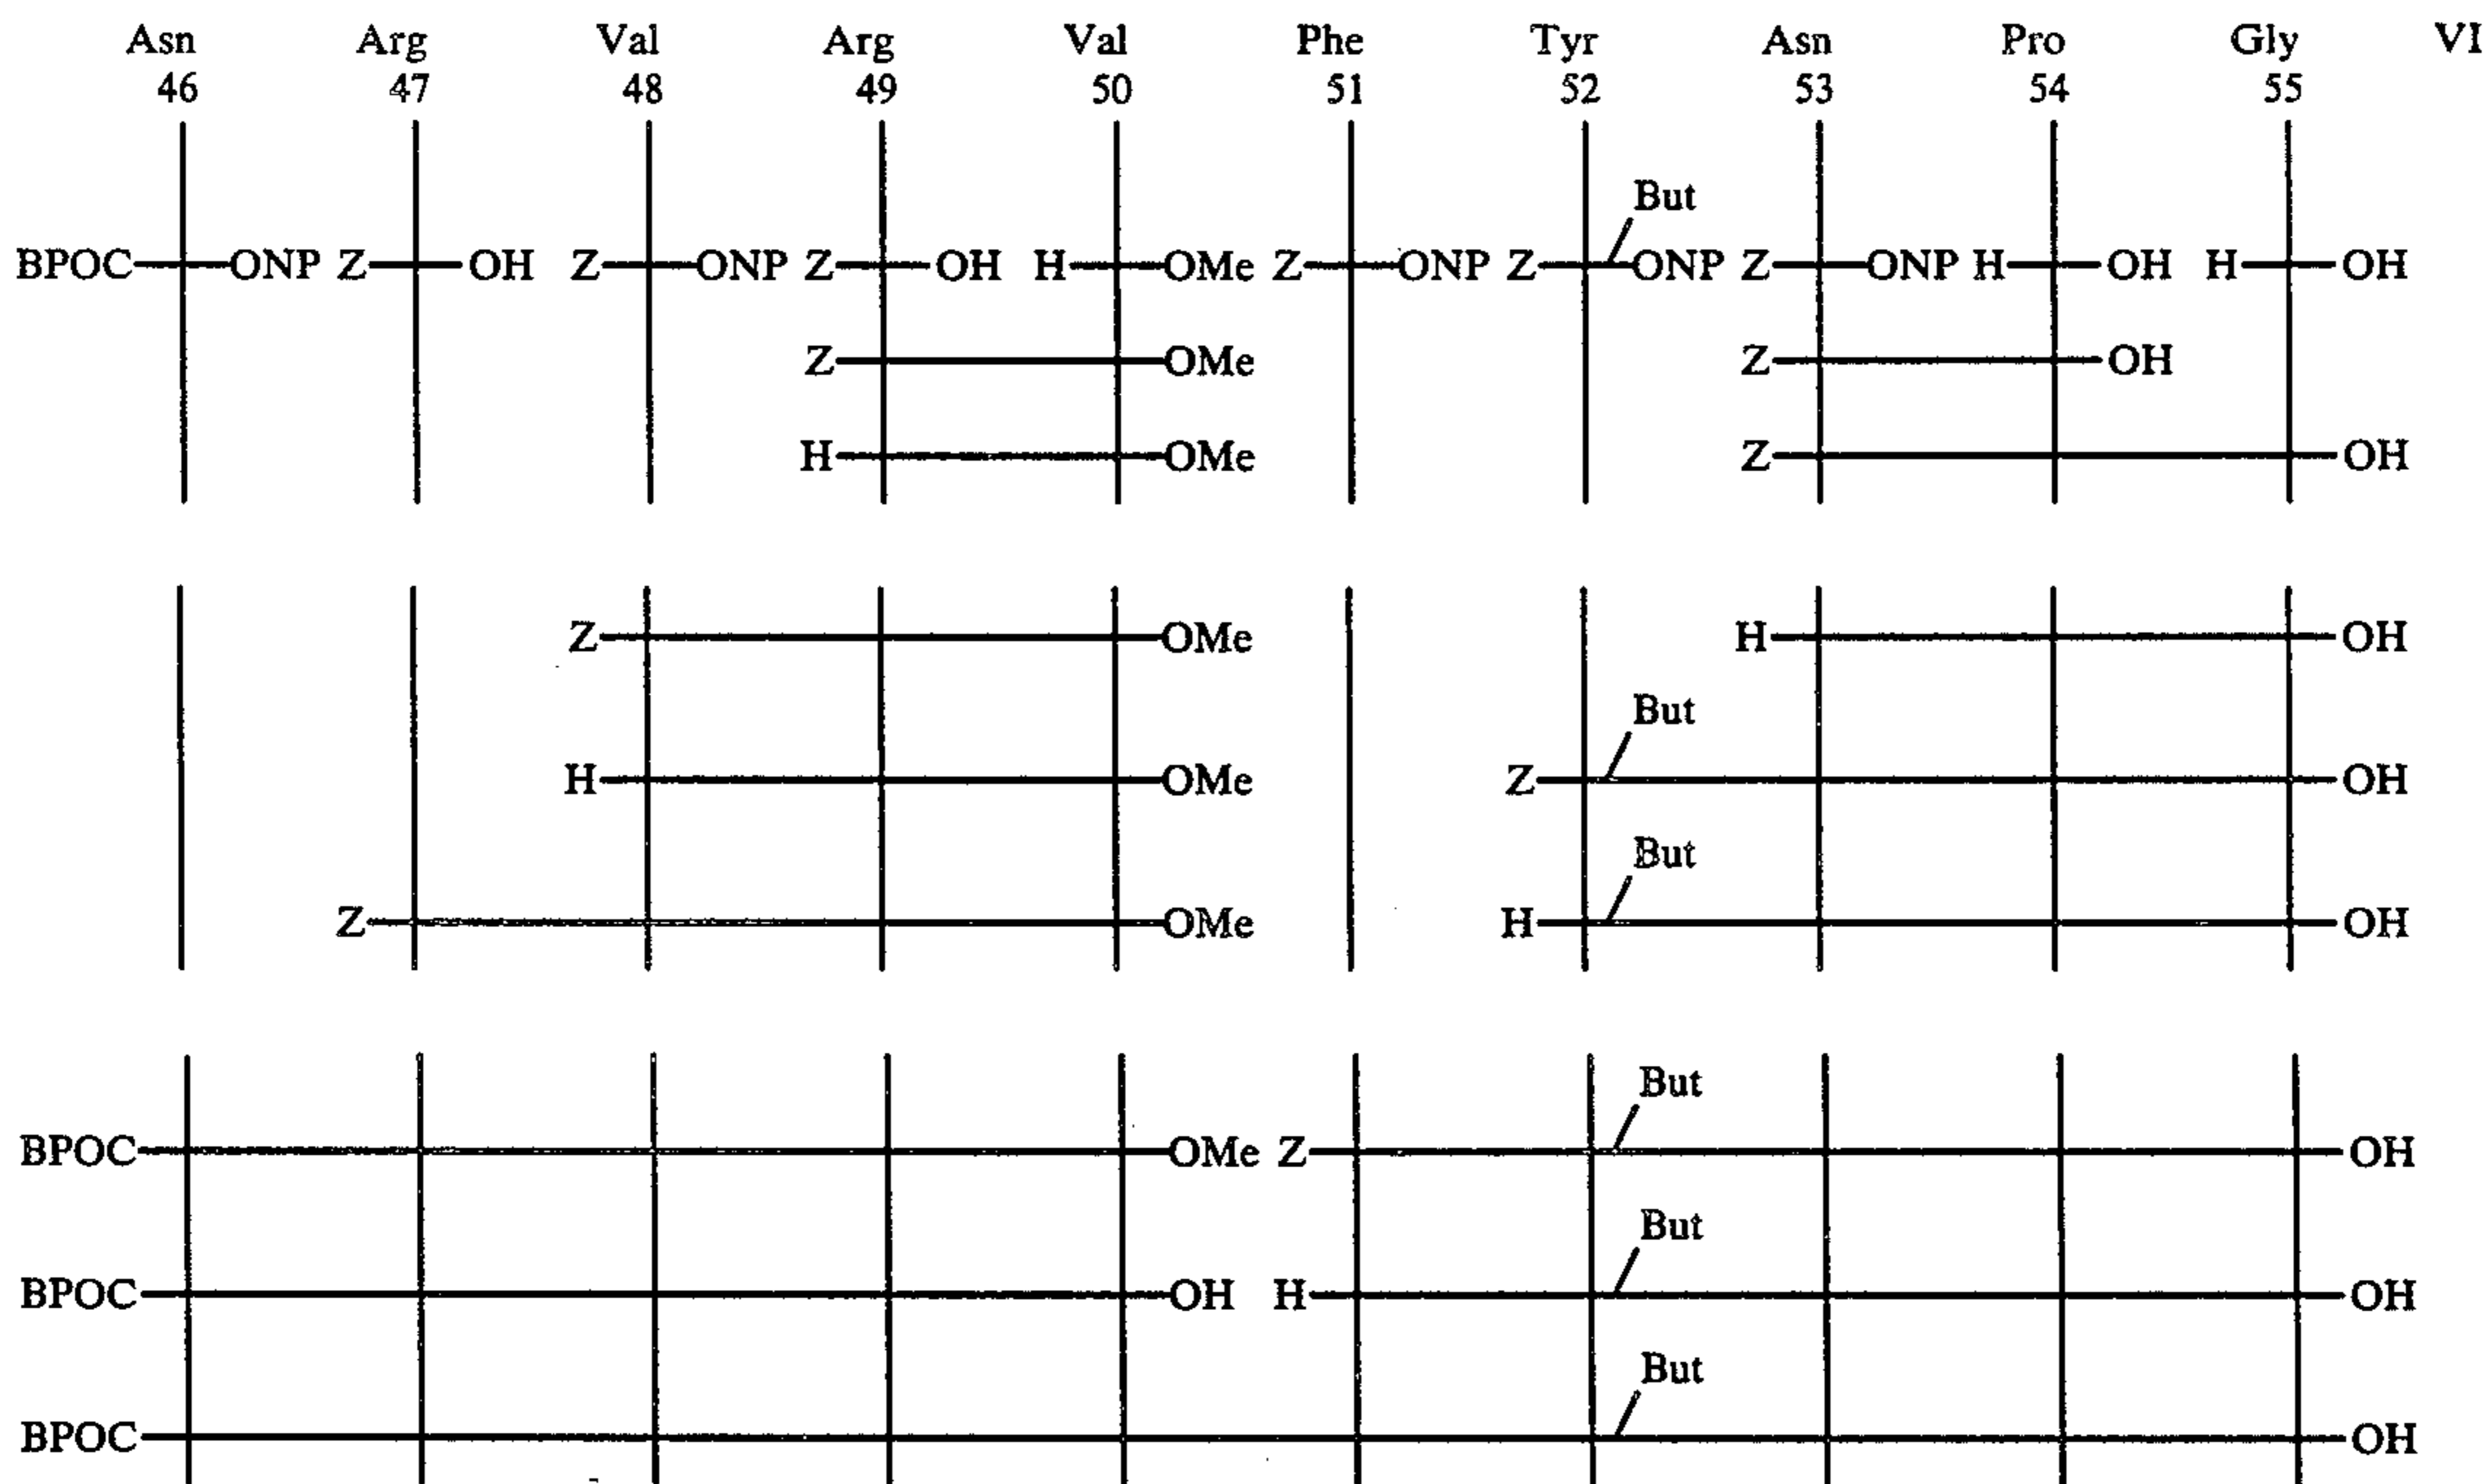 Asn Arg Val Arg Val Phe Tyr Asn Pro Gly VI
46 47 48 49 50 51 52 53 54 55
But
BPOC ONP Z OH Z ONP Z OH H OMe Z ONP Z ONP Z ONP H OH H OH
Z OMe Z OH
H OMe Z OH
Z OMe H OH
But
H OMe Z OH
But
Z OMe H OH
But
BPOC OMe Z OH
But
BPOC OH H OH
But
BPOC OH